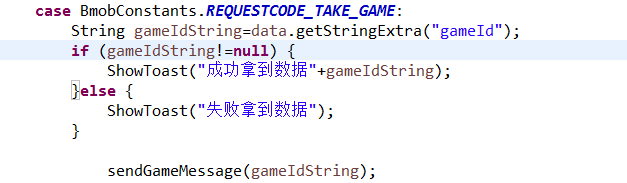 case BmobConstants.REQUESTCODE_TAKE_GAME:
String gameIdString=data.getStringExtra("gameId");
if (gameIdString!=null) {
ShowToast("成功拿到数据"+gameIdString);
}else {
ShowToast("失败拿到数据");
}
sendGameMessage(gameIdString);